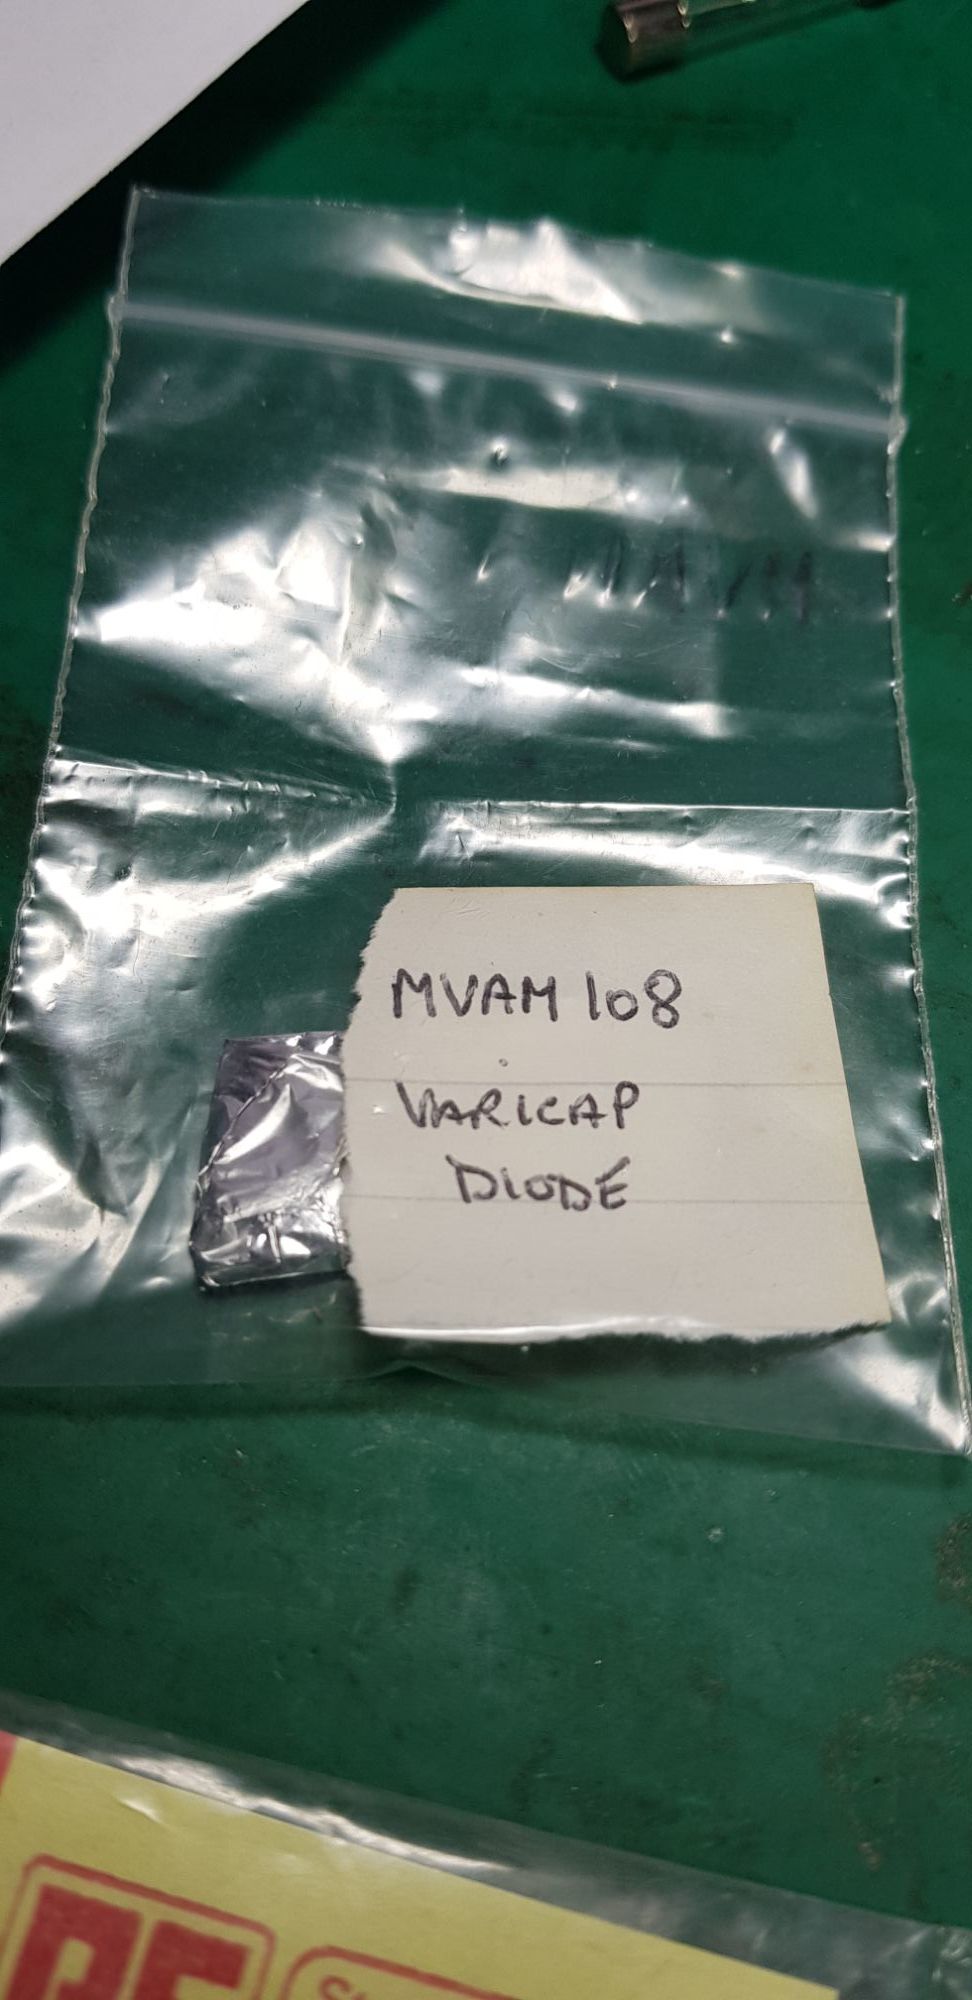 MVAM 108
VARICAP
DIODE